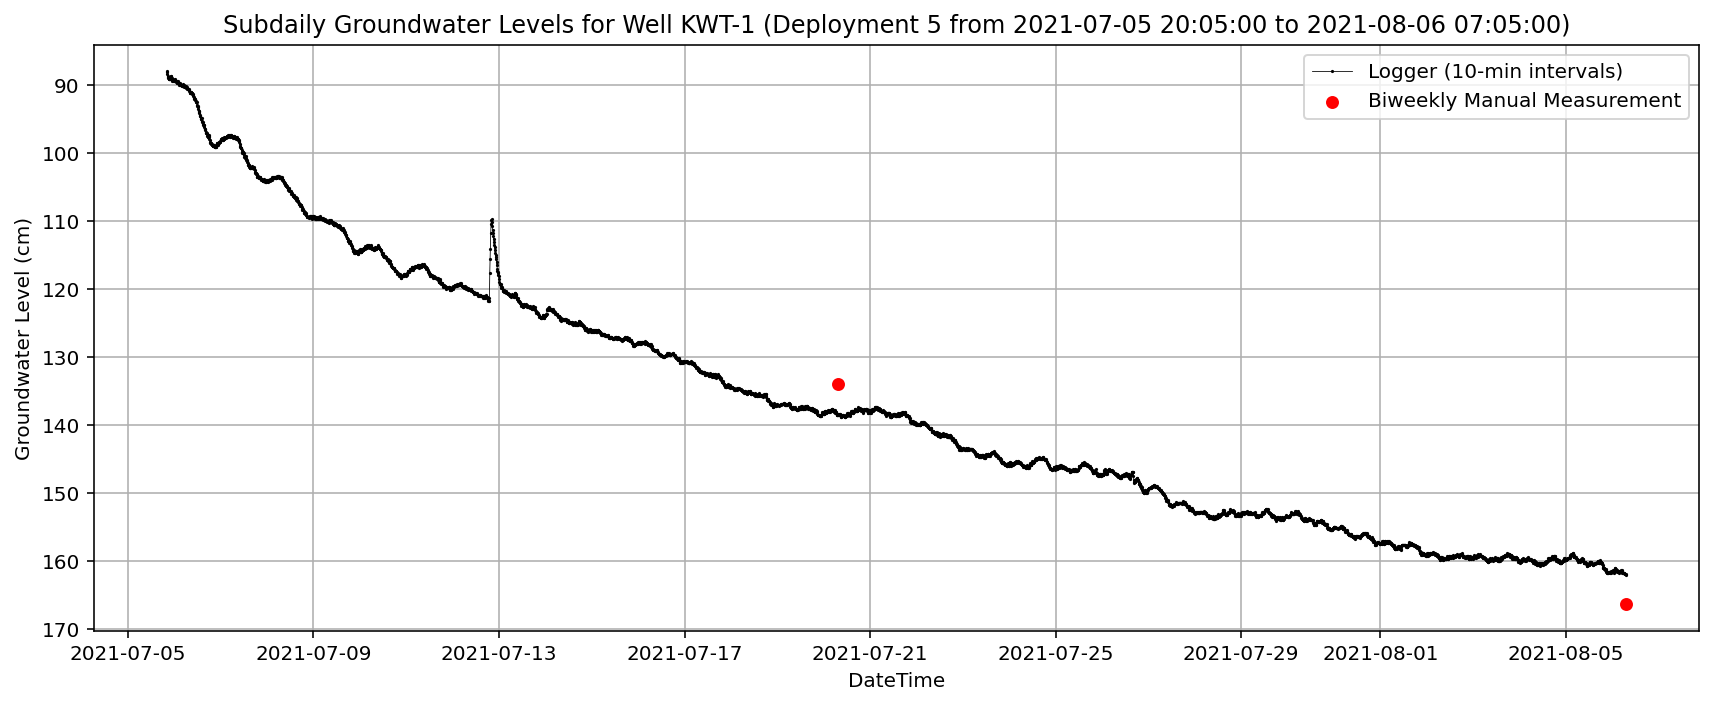 Subdaily Groundwater Levels for Well KWT-1 (Deployment 5 from 2021-07-05 20:05:00 to 2021-08-06 07:05:00)
Logger (10-min intervals)
Biweekly Manual Measurement
Groundwater Level (cm)
90
100
110
120
130
140
150
160
170
2021-07-05 2021-07-09 2021-07-13 2021-07-17 2021-07-21 2021-07-25 2021-07-29 2021-08-01 2021-08-05
DateTime